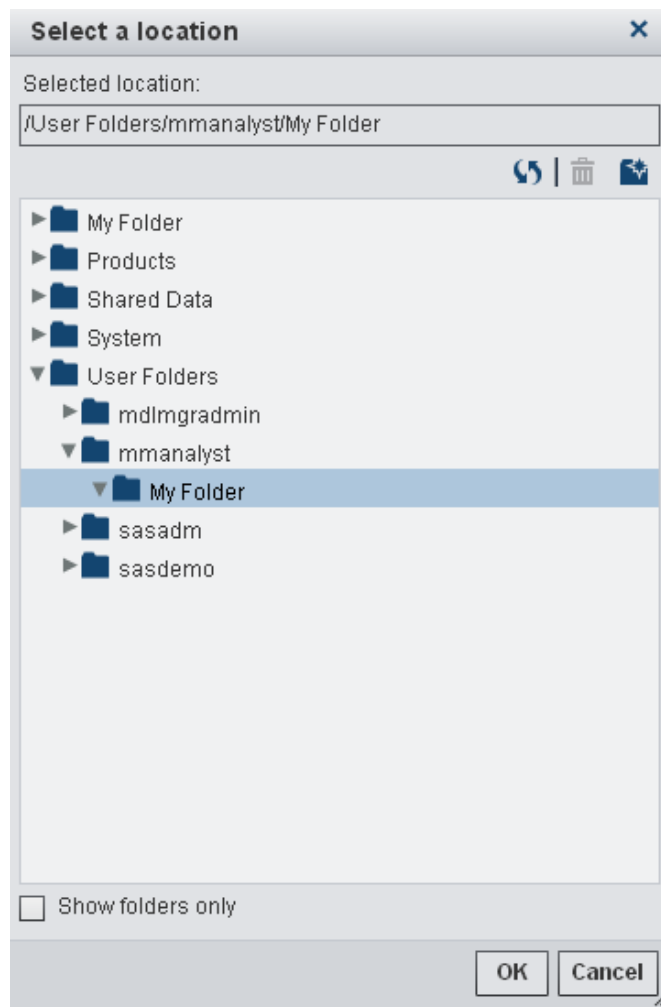 Select a location
Selected location:
/User Folders/mmanalyst/My Folder
My Folder
Products
Shared Data
System
User Folders
mdlmgradmin
mmanalyst
My Folder
sasadm
sasdemo
Show folders only
OK Cancel